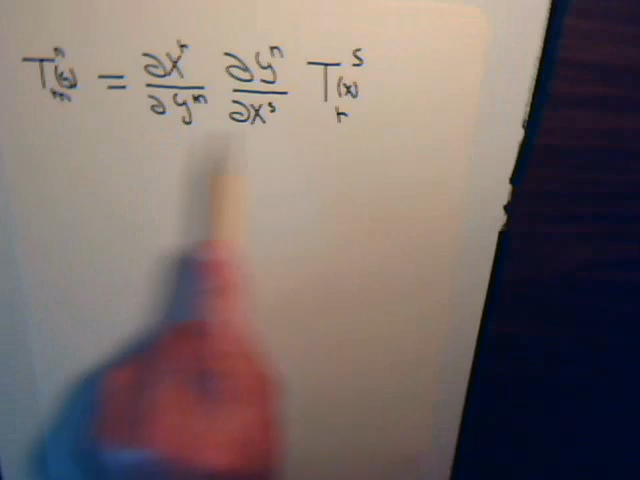 T = ∂x^r/∂y^m ∂y^n/∂x^s T^s_r(x)